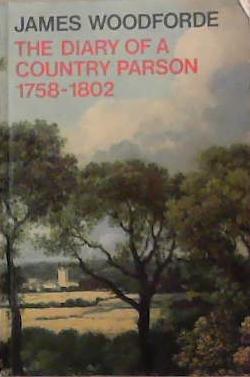 JAMES WOODFORDE
THE DIARY OF A
COUNTRY PARSON
1758-1802